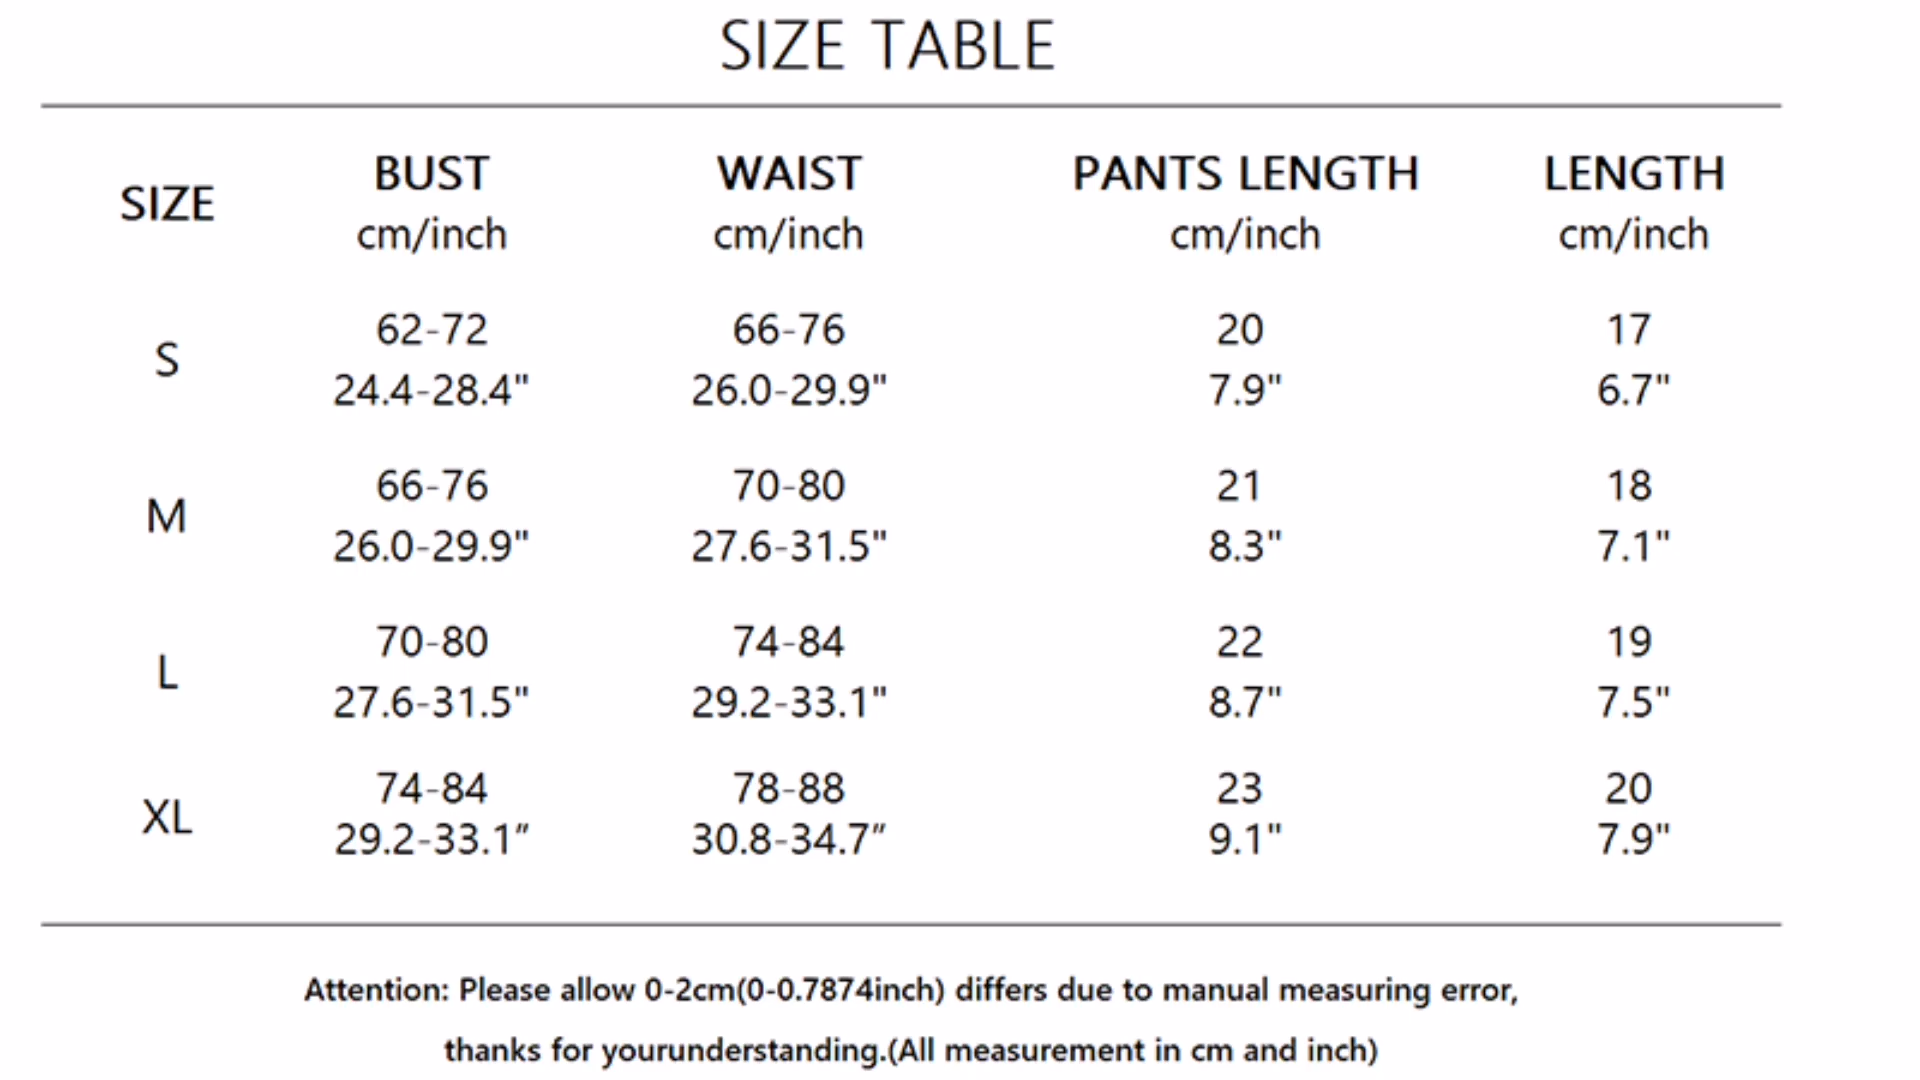 SIZE TABLE
SIZE BUST WAIST PANTS LENGTH LENGTH
cm/inch cm/inch cm/inch cm/inch
S 62-72 66-76 20 17
24.4-28.4" 26.0-29.9" 7.9" 6.7"
M 66-76 70-80 21 18
26.0-29.9" 27.6-31.5" 8.3" 7.1"
L 70-80 74-84 22 19
27.6-31.5" 29.2-33.1" 8.7" 7.5"
XL 74-84 78-88 23 20
29.2-33.1” 30.8-34.7” 9.1" 7.9"
Attention: Please allow 0-2cm(0-0.7874inch) differs due to manual measuring error,
thanks for yourunderstanding.(All measurement in cm and inch)